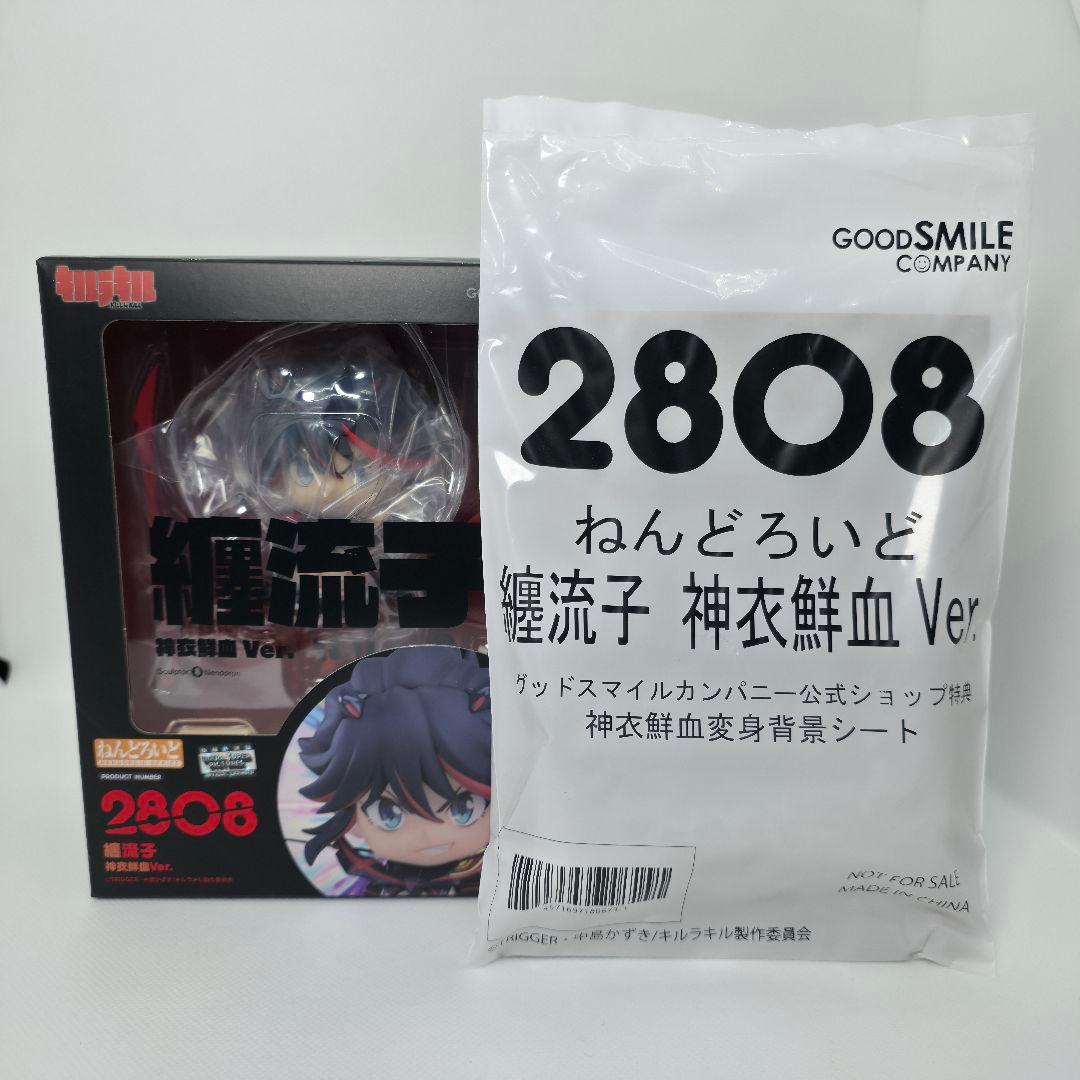 キルラキル
KILL la KILL
纏流子
神衣鮮血 Ver.
Sculptor Nendoron
ねんどろいど
NENDOROID SERIES
PRODUCT NUMBER
2808
纏流子
神衣鮮血Ver.
GOODSMILE
COMPANY
2808
ねんどろいど
纏流子 神衣鮮血 Ver.
グッドスマイルカンパニー公式ショップ特典
神衣鮮血変身背景シート
NOT FOR SALE
MADE IN CHINA
©TRIGGER・中島かずき/キルラキル製作委員会